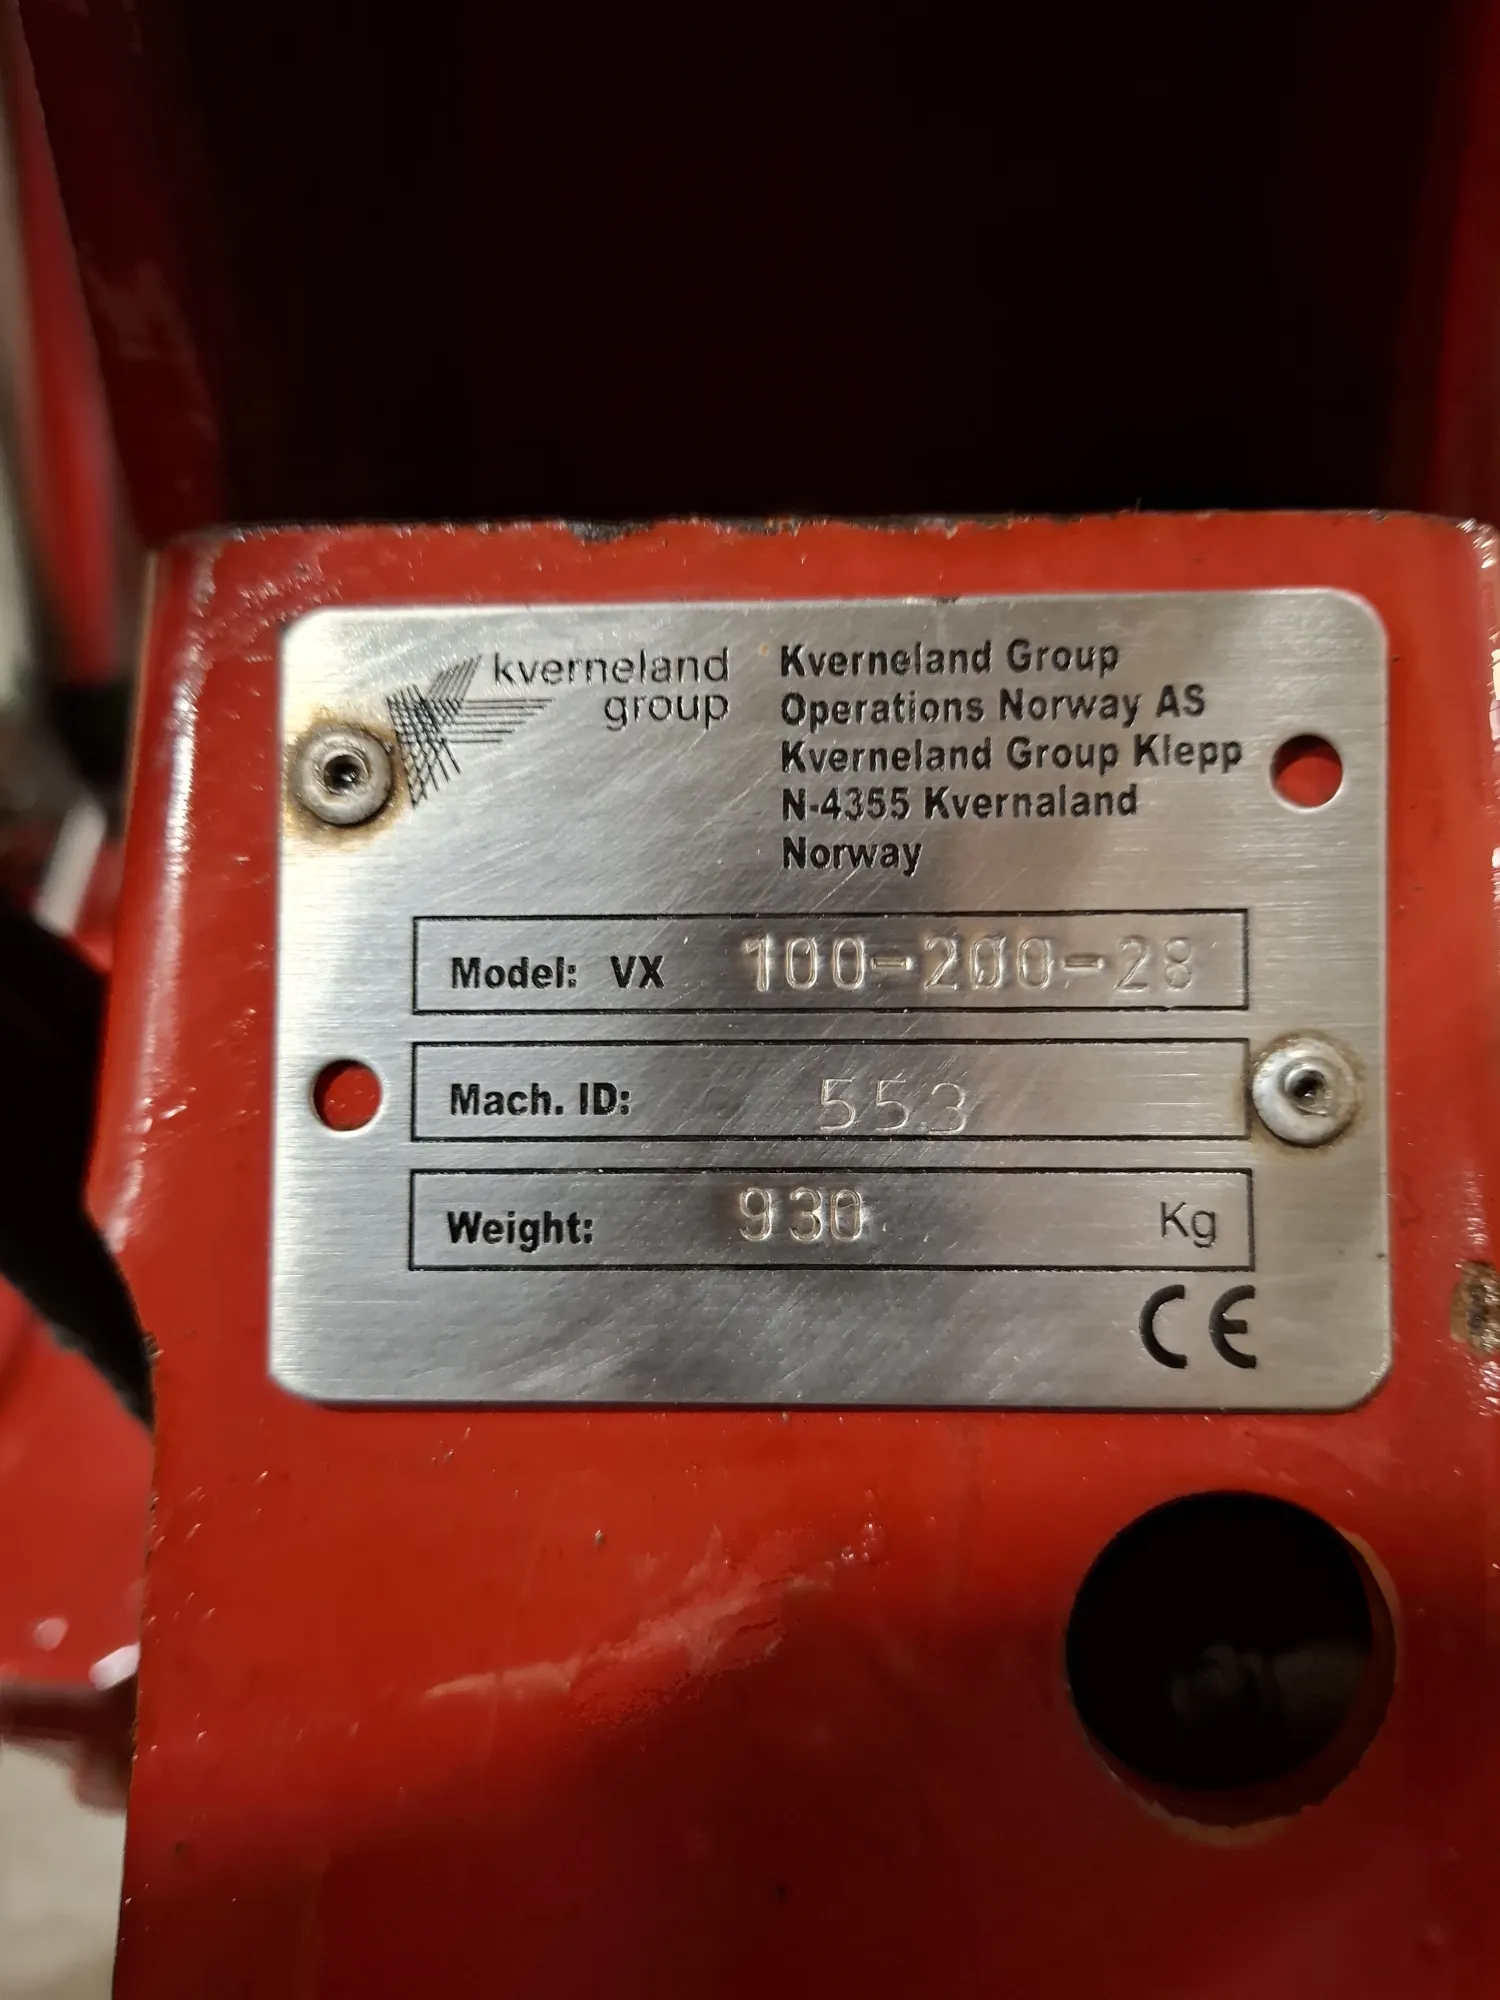 kverneland
group
Kverneland Group
Operations Norway AS
Kverneland Group Klepp
N-4355 Kvernaland
Norway
Model: VX 100-200-28
Mach. ID: 553
Weight: 930 Kg
CE